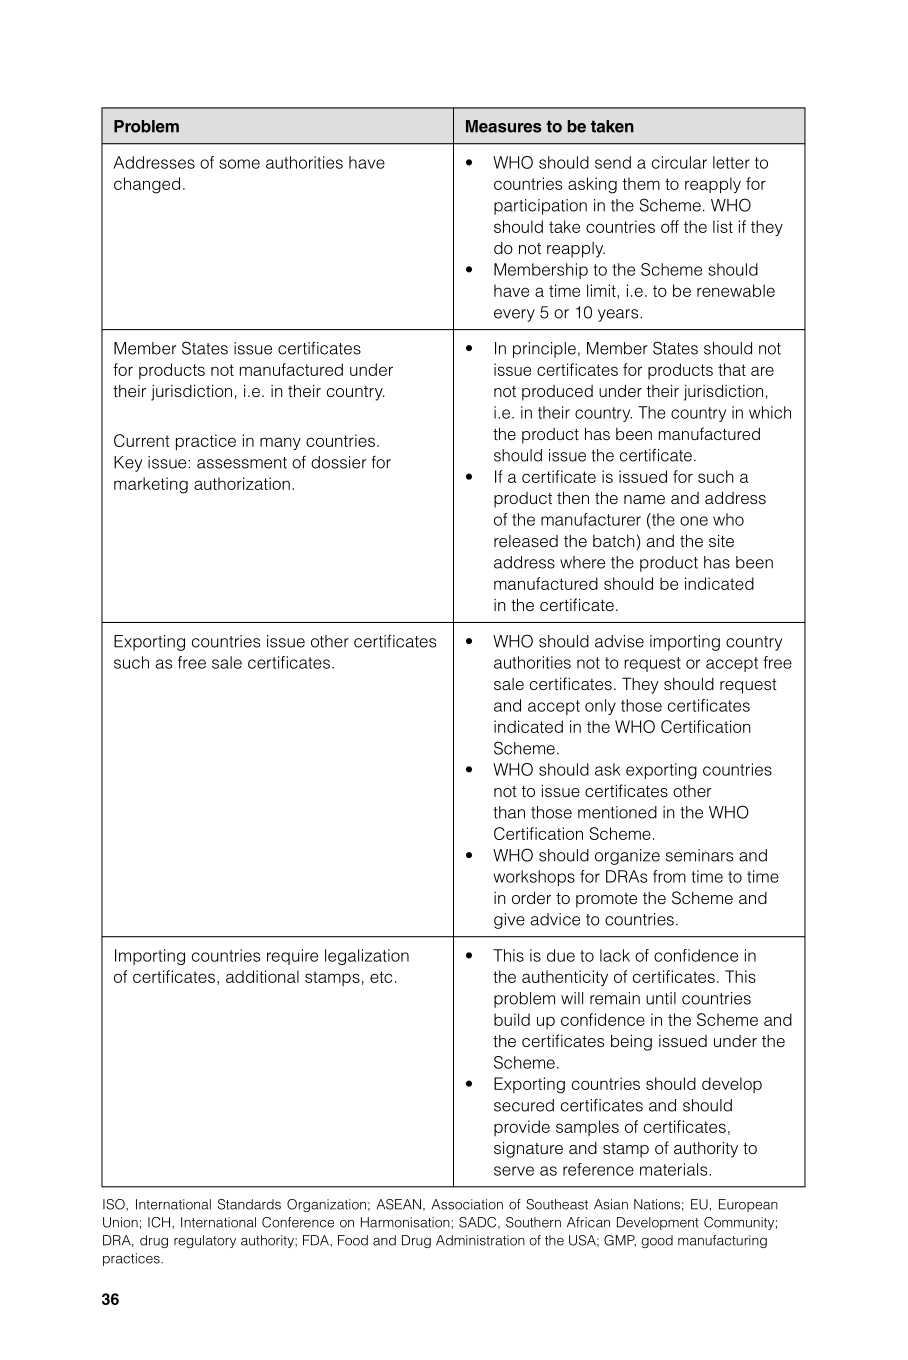 Problem
Measures to be taken
Addresses of some authorities have
changed.
• WHO should send a circular letter to
countries asking them to reapply for
participation in the Scheme. WHO
should take countries off the list if they
do not reapply.
• Membership to the Scheme should
have a time limit, i.e. to be renewable
every 5 or 10 years.
Member States issue certificates
for products not manufactured under
their jurisdiction, i.e. in their country.
Current practice in many countries.
Key issue: assessment of dossier for
marketing authorization.
• In principle, Member States should not
issue certificates for products that are
not produced under their jurisdiction,
i.e. in their country. The country in which
the product has been manufactured
should issue the certificate.
• If a certificate is issued for such a
product then the name and address
of the manufacturer (the one who
released the batch) and the site
address where the product has been
manufactured should be indicated
in the certificate.
Exporting countries issue other certificates
such as free sale certificates.
• WHO should advise importing country
authorities not to request or accept free
sale certificates. They should request
and accept only those certificates
indicated in the WHO Certification
Scheme.
• WHO should ask exporting countries
not to issue certificates other
than those mentioned in the WHO
Certification Scheme.
• WHO should organize seminars and
workshops for DRAs from time to time
in order to promote the Scheme and
give advice to countries.
Importing countries require legalization
of certificates, additional stamps, etc.
• This is due to lack of confidence in
the authenticity of certificates. This
problem will remain until countries
build up confidence in the Scheme and
the certificates being issued under the
Scheme.
• Exporting countries should develop
secured certificates and should
provide samples of certificates,
signature and stamp of authority to
serve as reference materials.
ISO, International Standards Organization; ASEAN, Association of Southeast Asian Nations; EU, European
Union; ICH, International Conference on Harmonisation; SADC, Southern African Development Community;
DRA, drug regulatory authority; FDA, Food and Drug Administration of the USA; GMP, good manufacturing
practices.
36